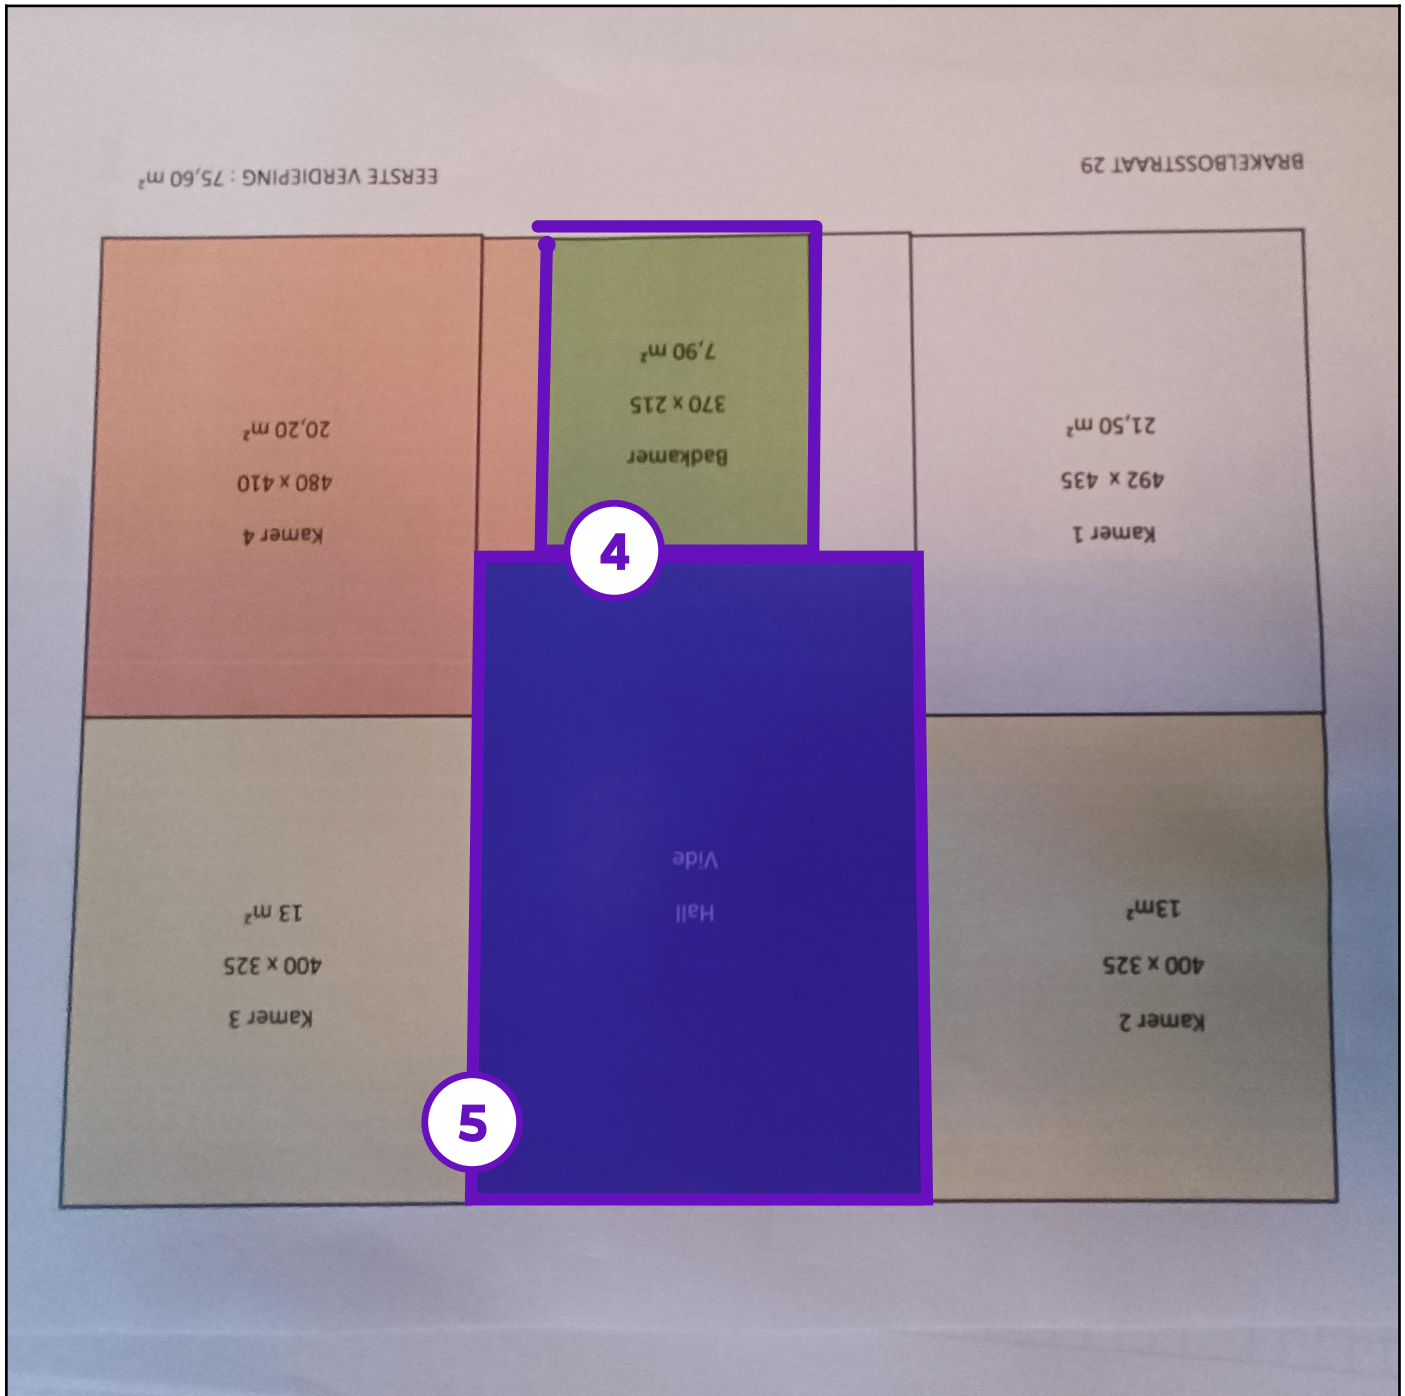 BRAKELBOSSTRAAT 29
EERSTE VERDIEPING : 75,60 m²
Kamer 2
400 x 325
13m²
Hall
Vide
Kamer 3
400 x 325
13 m²
Kamer 1
492 x 435
21,50 m²
Badkamer
370 x 215
7,90 m²
Kamer 4
480 x 410
20,20 m²
4
5